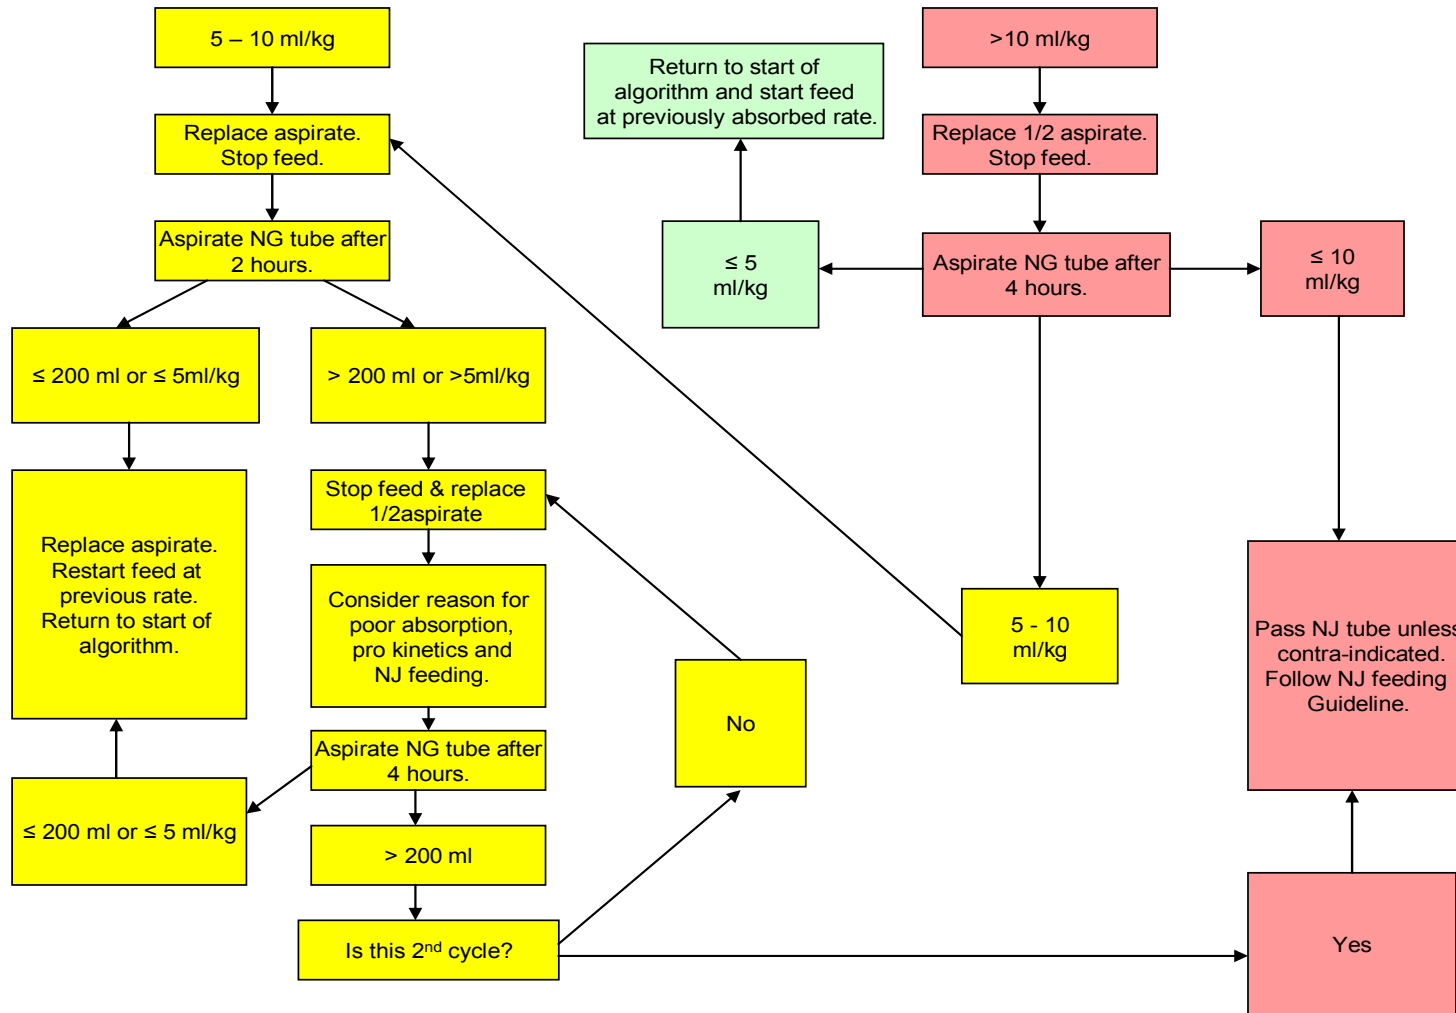 5 – 10 ml/kg
Replace aspirate.
Stop feed.
Aspirate NG tube after
2 hours.
≤ 200 ml or ≤ 5ml/kg
> 200 ml or >5ml/kg
Replace aspirate.
Restart feed at
previous rate.
Return to start of
algorithm.
Stop feed & replace
1/2aspirate
Consider reason for
poor absorption,
pro kinetics and
NJ feeding.
Aspirate NG tube after
4 hours.
≤ 200 ml or ≤ 5 ml/kg
> 200 ml
Is this 2nd cycle?
No
Return to start of
algorithm and start feed
at previously absorbed rate.
≤ 5
ml/kg
>10 ml/kg
Replace 1/2 aspirate.
Stop feed.
Aspirate NG tube after
4 hours.
≤ 10
ml/kg
5 - 10
ml/kg
Pass NJ tube unless
contra-indicated.
Follow NJ feeding
Guideline.
Yes